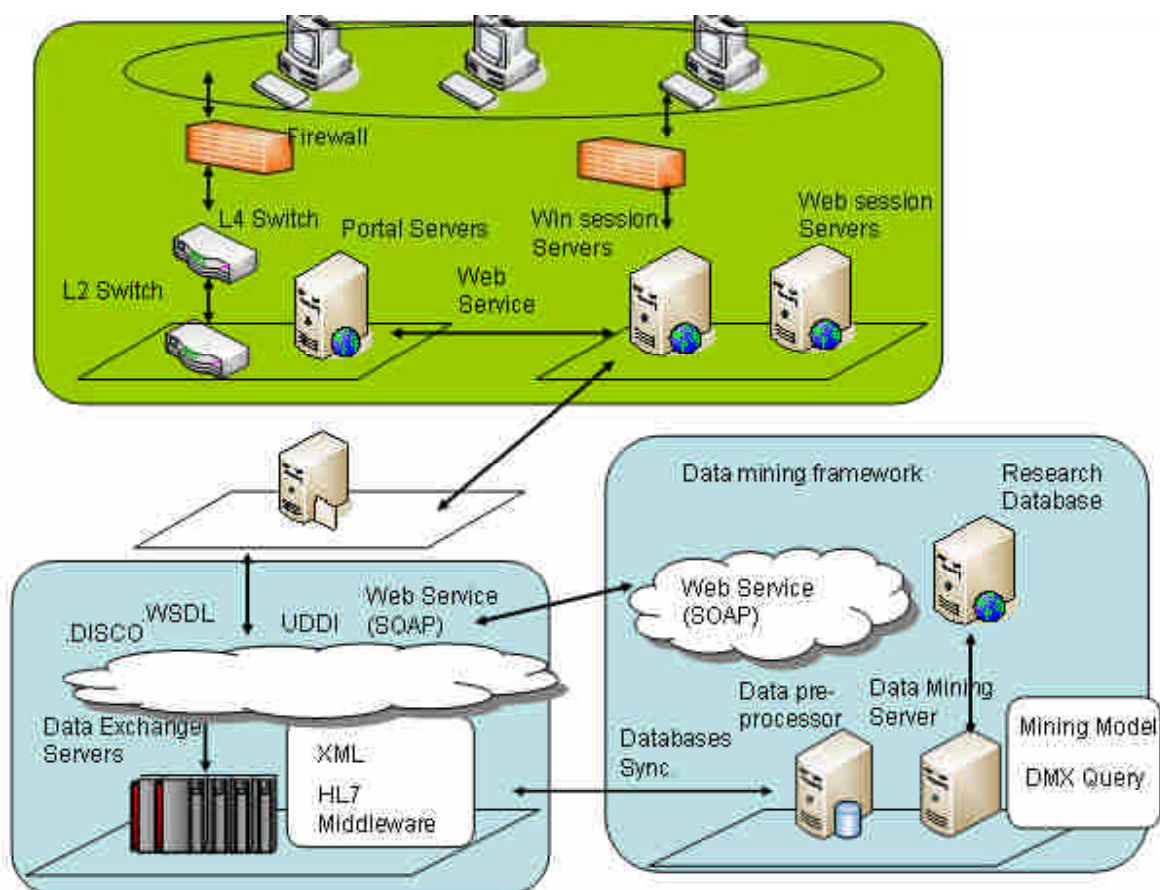 Firewall
L4 Switch
Portal Servers
Win session
Servers
Web session
Servers
L2 Switch
Web
Service
Data mining framework
Research
Database
.WSDL
.DISCO
UDDI
Web Service
(SOAP)
Web Service
(SOAP)
Data Exchange
Servers
XML
HL7
Middleware
Databases
Sync.
Data pre-
processor
Data Mining
Server
Mining Model
DMX Query